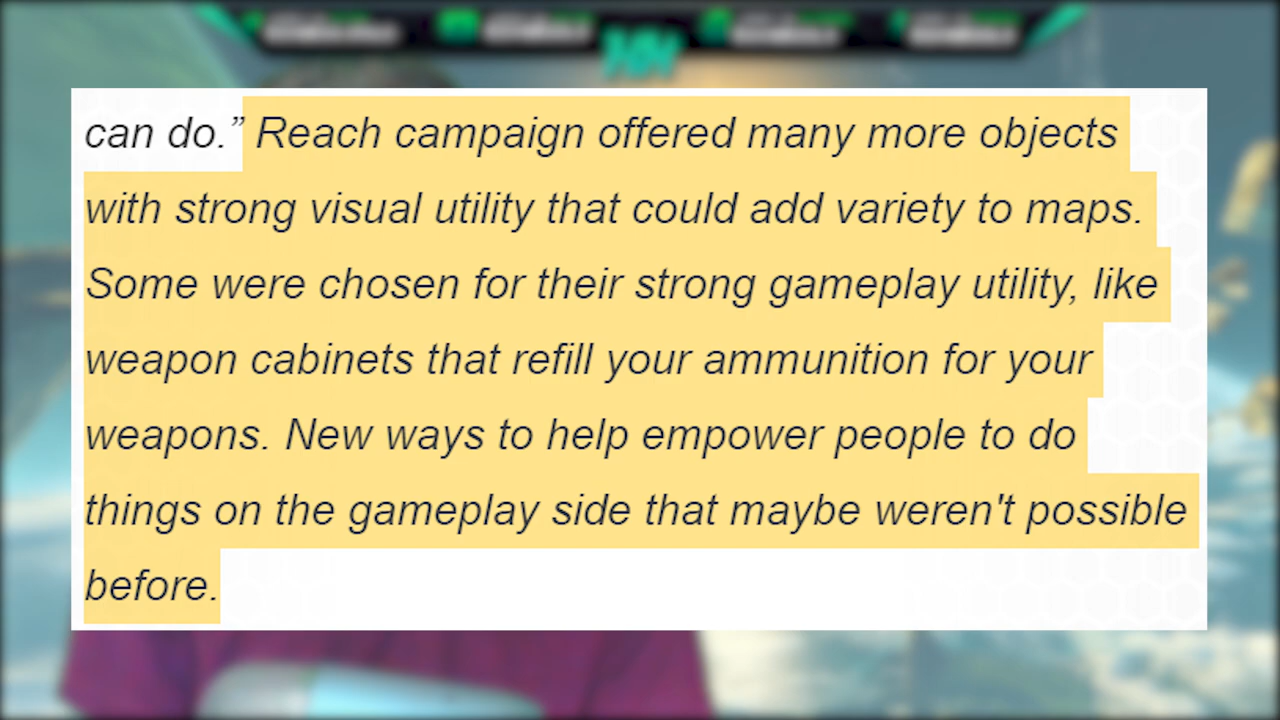 can do.” Reach campaign offered many more objects
with strong visual utility that could add variety to maps.
Some were chosen for their strong gameplay utility, like
weapon cabinets that refill your ammunition for your
weapons. New ways to help empower people to do
things on the gameplay side that maybe weren't possible
before.